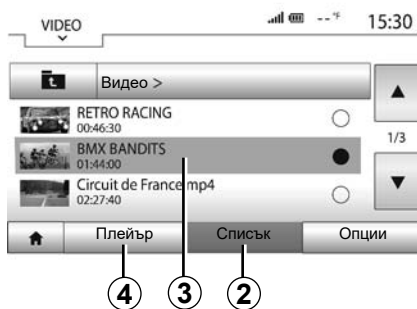 VIDEO
-- °F
15:30
Видео >
RETRO RACING
00:46:30
BMX BANDITS
01:44:00
1/3
Circuit de France mp4
02:27:40
Плейър
Списък
Опции
4
3
2